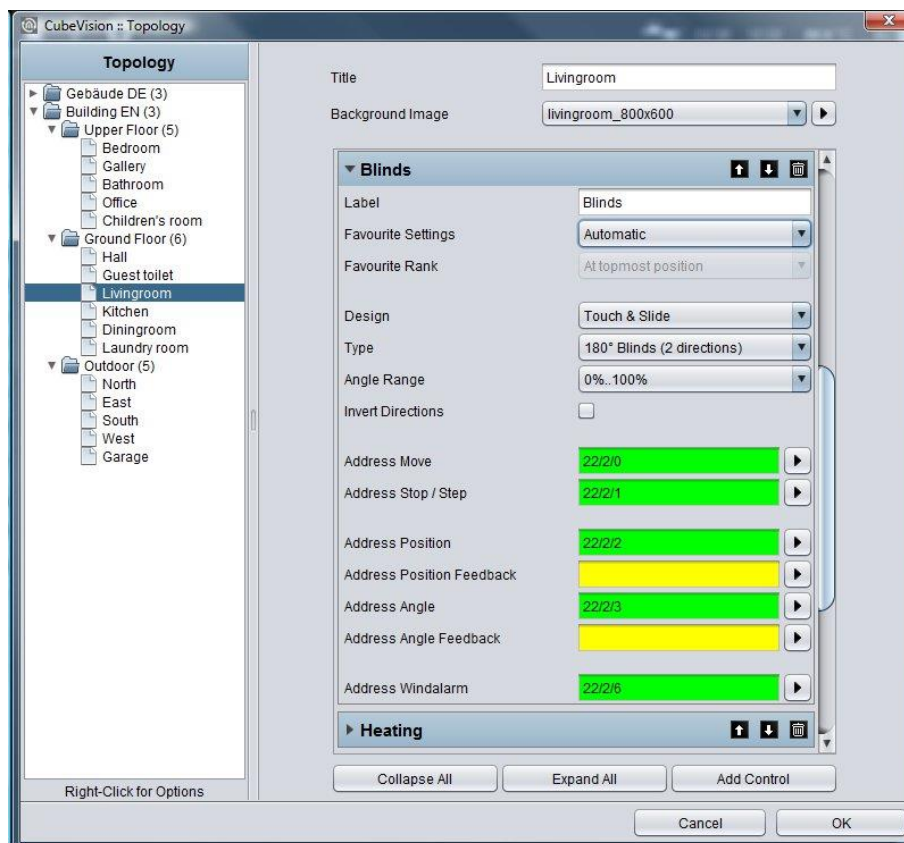 CubeVision :: Topology
Topology
Gebäude DE (3)
Building EN (3)
Upper Floor (5)
Bedroom
Gallery
Bathroom
Office
Children's room
Ground Floor (6)
Hall
Guest toilet
Livingroom
Kitchen
Diningroom
Laundry room
Outdoor (5)
North
East
South
West
Garage
Right-Click for Options
Title Livingroom
Background Image livingroom_800x600
Blinds
Label Blinds
Favourite Settings Automatic
Favourite Rank At topmost position
Design Touch & Slide
Type 180° Blinds (2 directions)
Angle Range 0%..100%
Invert Directions
Address Move 22/2/0
Address Stop / Step 22/2/1
Address Position 22/2/2
Address Position Feedback
Address Angle 22/2/3
Address Angle Feedback
Address Windalarm 22/2/6
Heating
Collapse All Expand All Add Control
Cancel OK